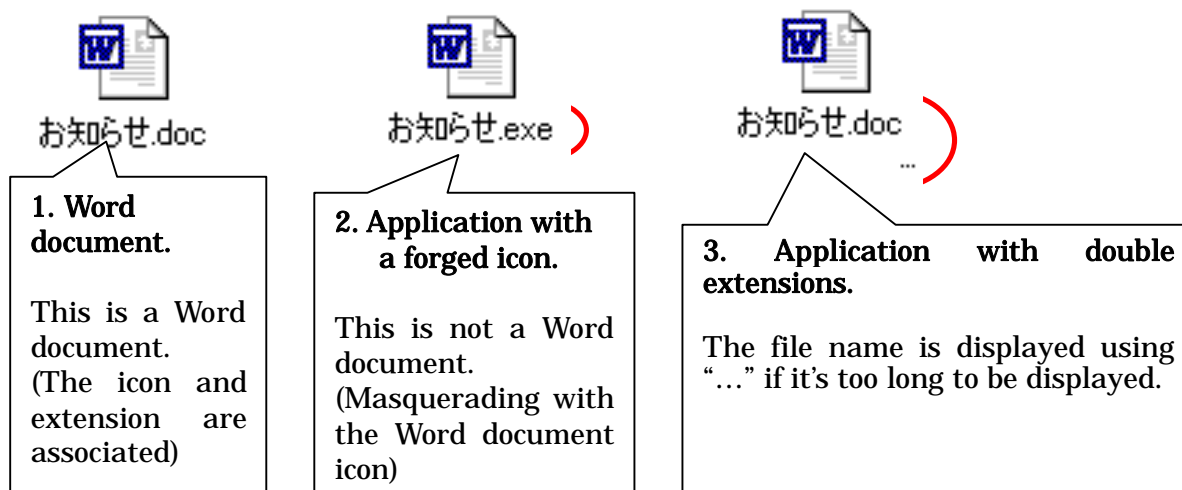 お知らせ.doc
1. Word
document.
This is a Word
document.
(The icon and
extension are
associated)
お知らせ.exe
2. Application with
a forged icon.
This is not a Word
document.
(Masquerading with
the Word document
icon)
お知らせ.doc
...
3. Application with double
extensions.
The file name is displayed using
“…” if it's too long to be displayed.